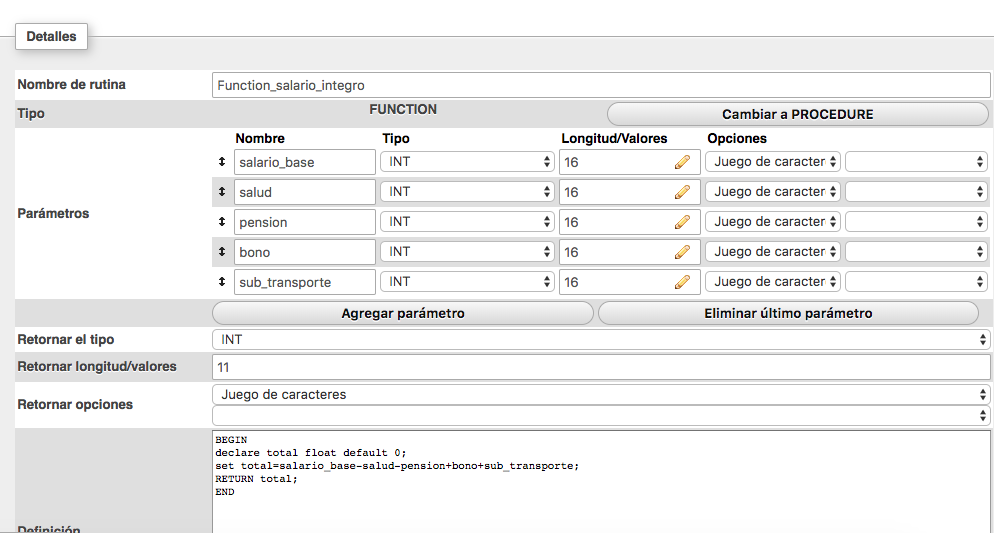 Detalles
Nombre de rutina Function_salario_integro
Tipo FUNCTION Cambiar a PROCEDURE
Nombre Tipo Longitud/Valores Opciones
salario_base INT 16 Juego de caracter
salud INT 16 Juego de caracter
Parámetros pension INT 16 Juego de caracter
bono INT 16 Juego de caracter
sub_transporte INT 16 Juego de caracter
Agregar parámetro Eliminar último parámetro
Retornar el tipo INT
Retornar longitud/valores 11
Retornar opciones Juego de caracteres
BEGIN
declare total float default 0;
set total=salario_base-salud-pension+bono+sub_transporte;
RETURN total;
END
Definición